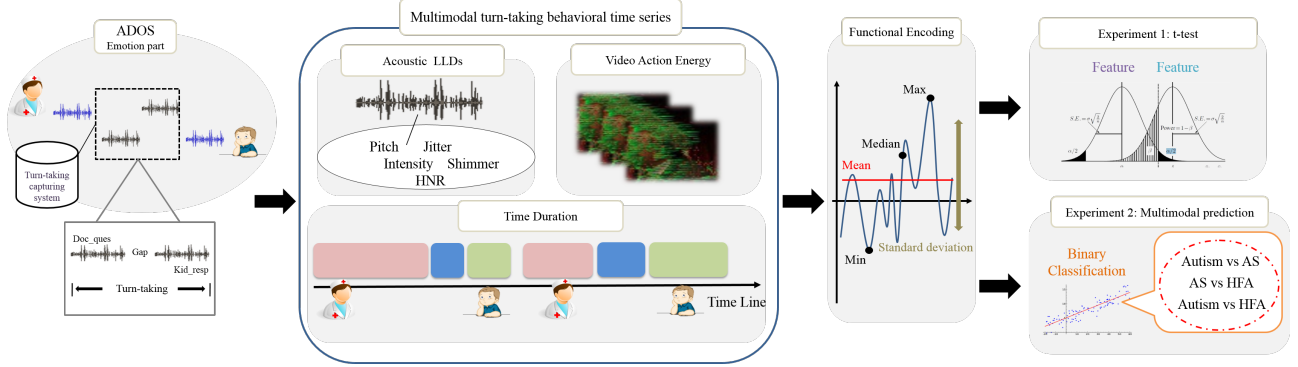 ADOS
Emotion part
Turn-taking
capturing
system
Doc_ques
Gap
Kid_resp
Turn-taking
Multimodal turn-taking behavioral time series
Acoustic LLDs
Pitch Jitter
Intensity Shimmer
HNR
Video Action Energy
Time Duration
Time Line
Functional Encoding
Max
Median
Mean
Standard deviation
Min
Experiment 1: t-test
Feature Feature
Power = 1 − β
α/2
β
Experiment 2: Multimodal prediction
Binary
Classification
Autism vs AS
AS vs HFA
Autism vs HFA